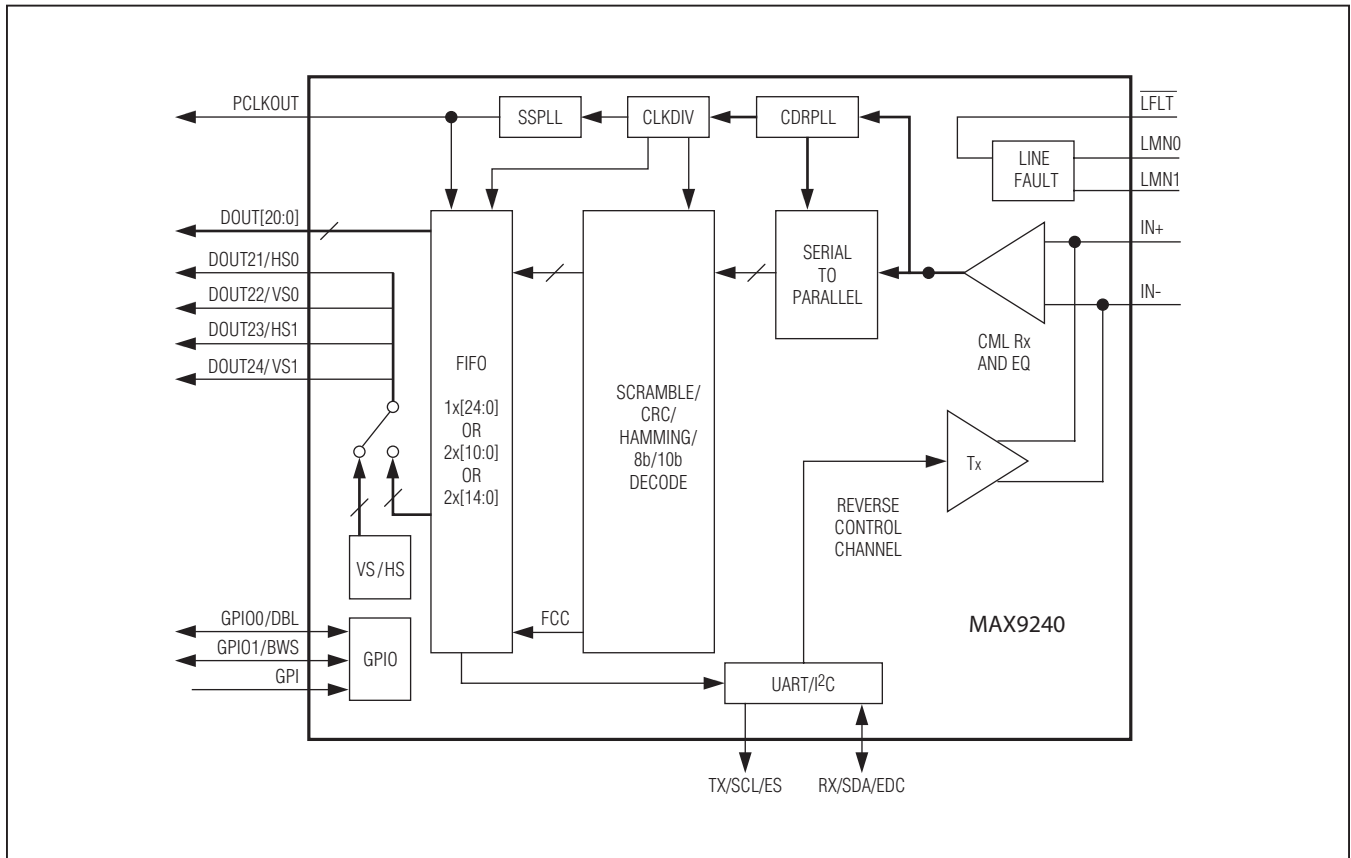 PCLKOUT
SSPLL
CLKDIV
CDRPLL
LFLT
LINE
FAULT
LMN0
LMN1
DOUT[20:0]
DOUT21/HS0
DOUT22/VS0
DOUT23/HS1
DOUT24/VS1
FIFO
1x[24:0]
OR
2x[10:0]
OR
2x[14:0]
SCRAMBLE/
CRC/
HAMMING/
8b/10b
DECODE
SERIAL
TO
PARALLEL
IN+
IN-
CML Rx
AND EQ
Tx
REVERSE
CONTROL
CHANNEL
VS/HS
GPIO0/DBL
GPIO1/BWS
GPI
GPIO
FCC
MAX9240
UART/I²C
TX/SCL/ES
RX/SDA/EDC